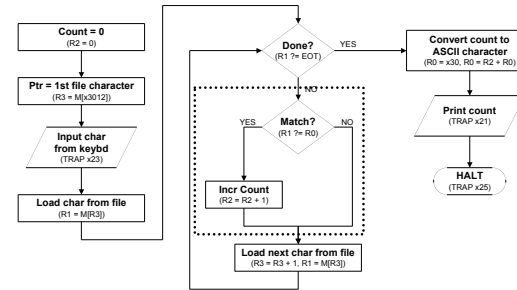 Count = 0
(R2 = 0)
Ptr = 1st file character
(R3 = M[x3012])
Input char
from keybd
(TRAP x23)
Load char from file
(R1 = M[R3])
Done?
(R1 ?= EOT)
YES
NO
Match?
(R1 ?= R0)
YES
NO
Incr Count
(R2 = R2 + 1)
Load next char from file
(R3 = R3 + 1, R1 = M[R3])
Convert count to
ASCII character
(R0 = x30, R0 = R2 + R0)
Print count
(TRAP x21)
HALT
(TRAP x25)